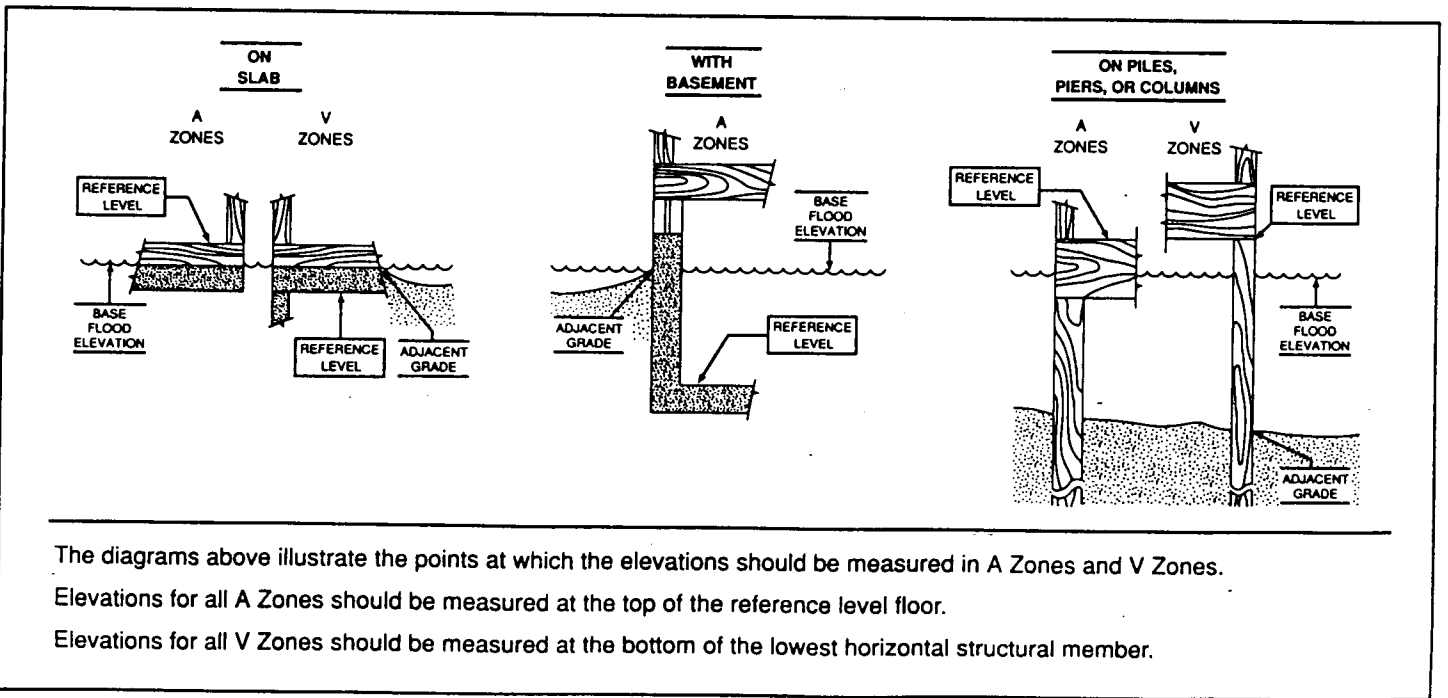 ON
SLAB
A
ZONES
V
ZONES
REFERENCE
LEVEL
BASE
FLOOD
ELEVATION
REFERENCE
LEVEL
ADJACENT
GRADE
WITH
BASEMENT
A
ZONES
BASE
FLOOD
ELEVATION
ADJACENT
GRADE
REFERENCE
LEVEL
ON PILES,
PIERS, OR COLUMNS
A
ZONES
V
ZONES
REFERENCE
LEVEL
REFERENCE
LEVEL
BASE
FLOOD
ELEVATION
ADJACENT
GRADE
The diagrams above illustrate the points at which the elevations should be measured in A Zones and V Zones.
Elevations for all A Zones should be measured at the top of the reference level floor.
Elevations for all V Zones should be measured at the bottom of the lowest horizontal structural member.